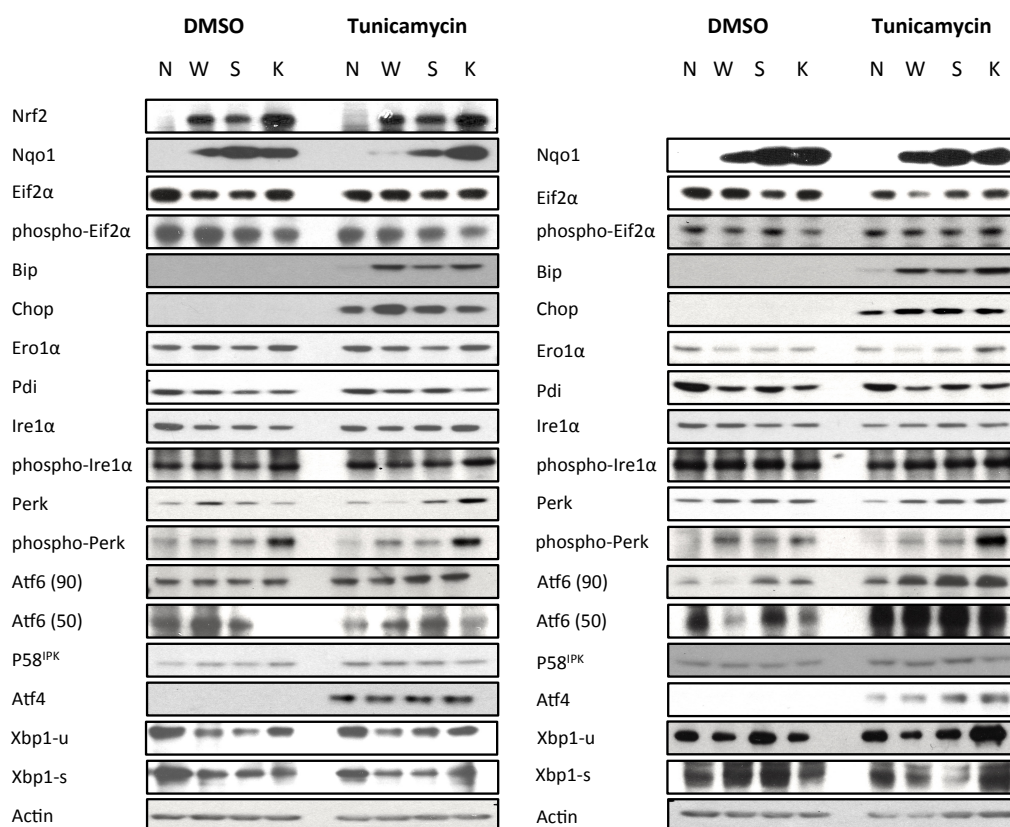 DMSO Tunicamycin
N W S K N W S K
Nrf2
Nqo1
Eif2α
phospho-Eif2α
Bip
Chop
Ero1α
Pdi
Ire1α
phospho-Ire1α
Perk
phospho-Perk
Atf6 (90)
Atf6 (50)
P58IPK
Atf4
Xbp1-u
Xbp1-s
Actin
DMSO Tunicamycin
N W S K N W S K
Nqo1
Eif2α
phospho-Eif2α
Bip
Chop
Ero1α
Pdi
Ire1α
phospho-Ire1α
Perk
phospho-Perk
Atf6 (90)
Atf6 (50)
P58IPK
Atf4
Xbp1-u
Xbp1-s
Actin